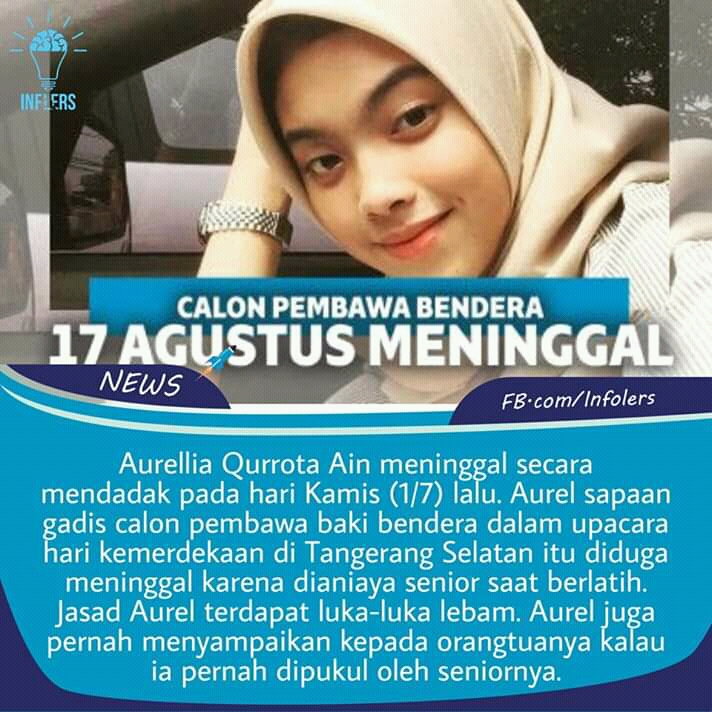 INFLERS
CALON PEMBAWA BENDERA
17 AGUSTUS MENINGGAL
NEWS
FB.com/Infolers
Aurellia Qurrota Ain meninggal secara
mendadak pada hari Kamis (1/7) lalu. Aurel sapaan
gadis calon pembawa baki bendera dalam upacara
hari kemerdekaan di Tangerang Selatan itu diduga
meninggal karena dianiaya senior saat berlatih.
Jasad Aurel terdapat luka-luka lebam. Aurel juga
pernah menyampaikan kepada orangtuanya kalau
ia pernah dipukul oleh seniornya.